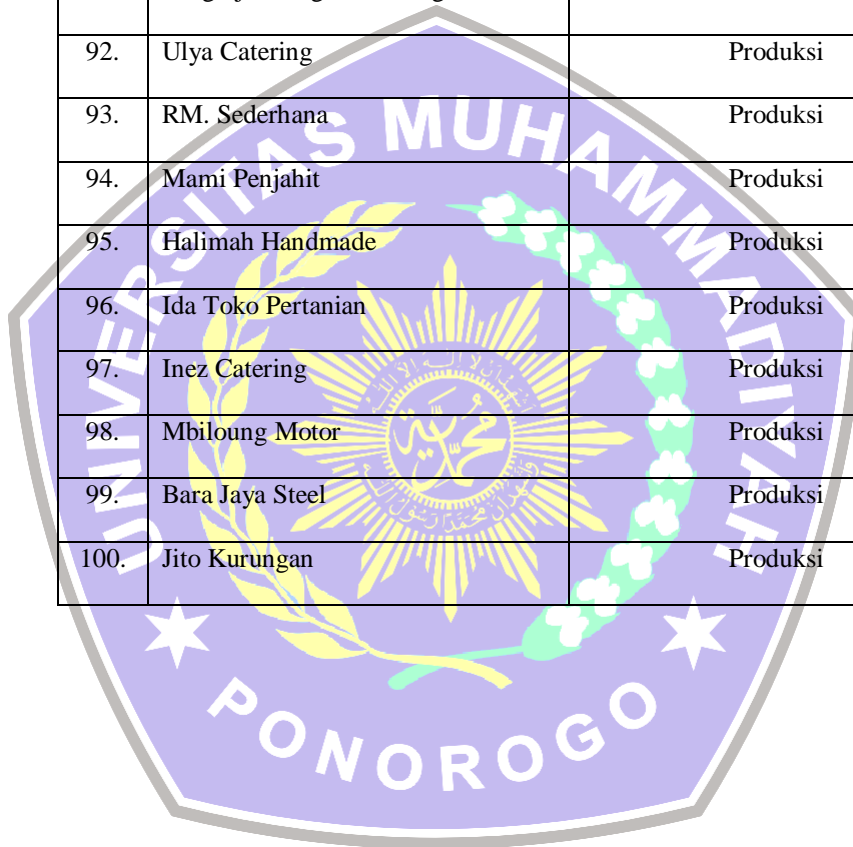 92. Ulya Catering Produksi
93. RM. Sederhana Produksi
94. Mami Penjahit Produksi
95. Halimah Handmade Produksi
96. Ida Toko Pertanian Produksi
97. Inez Catering Produksi
98. Mbiloung Motor Produksi
99. Bara Jaya Steel Produksi
100. Jito Kurungan Produksi
UNIVERSITAS MUHAMMADIYAH
PONOROGO